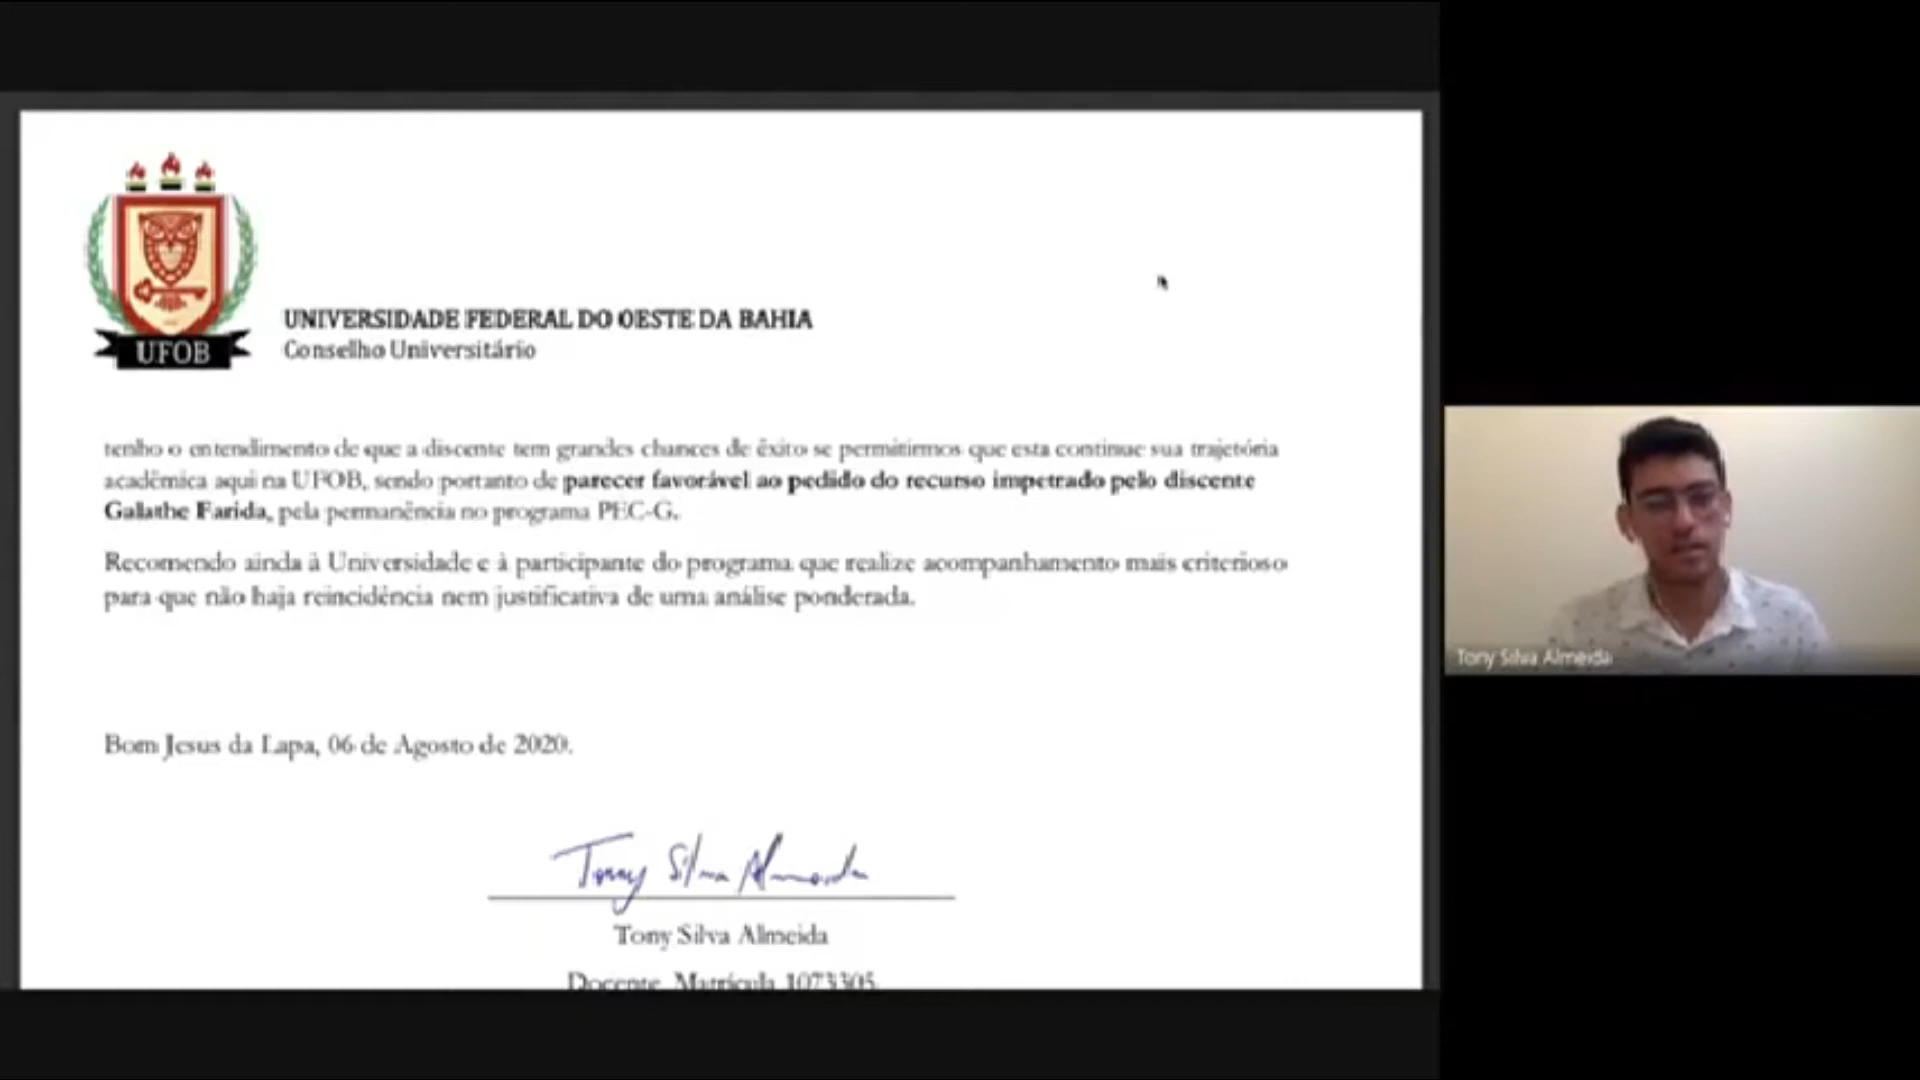 UFOB
UNIVERSIDADE FEDERAL DO OESTE DA BAHIA
Conselho Universitário
tenho o entendimento de que a discente tem grandes chances de êxito se permitirmos que esta continue sua trajetória
acadêmica aqui na UFOB, sendo portanto de parecer favorável ao pedido do recurso impetrado pelo discente
Galathe Farida, pela permanência no programa PEC-G.
Recomendo ainda à Universidade e à participante do programa que realize acompanhamento mais criterioso
para que não haja reincidência nem justificativa de uma análise ponderada.
Bom Jesus da Lapa, 06 de Agosto de 2020.
Tony Silva Almeida
Tony Silva Almeida
Docente, Matrícula 1073305
Tony Silva Almeida